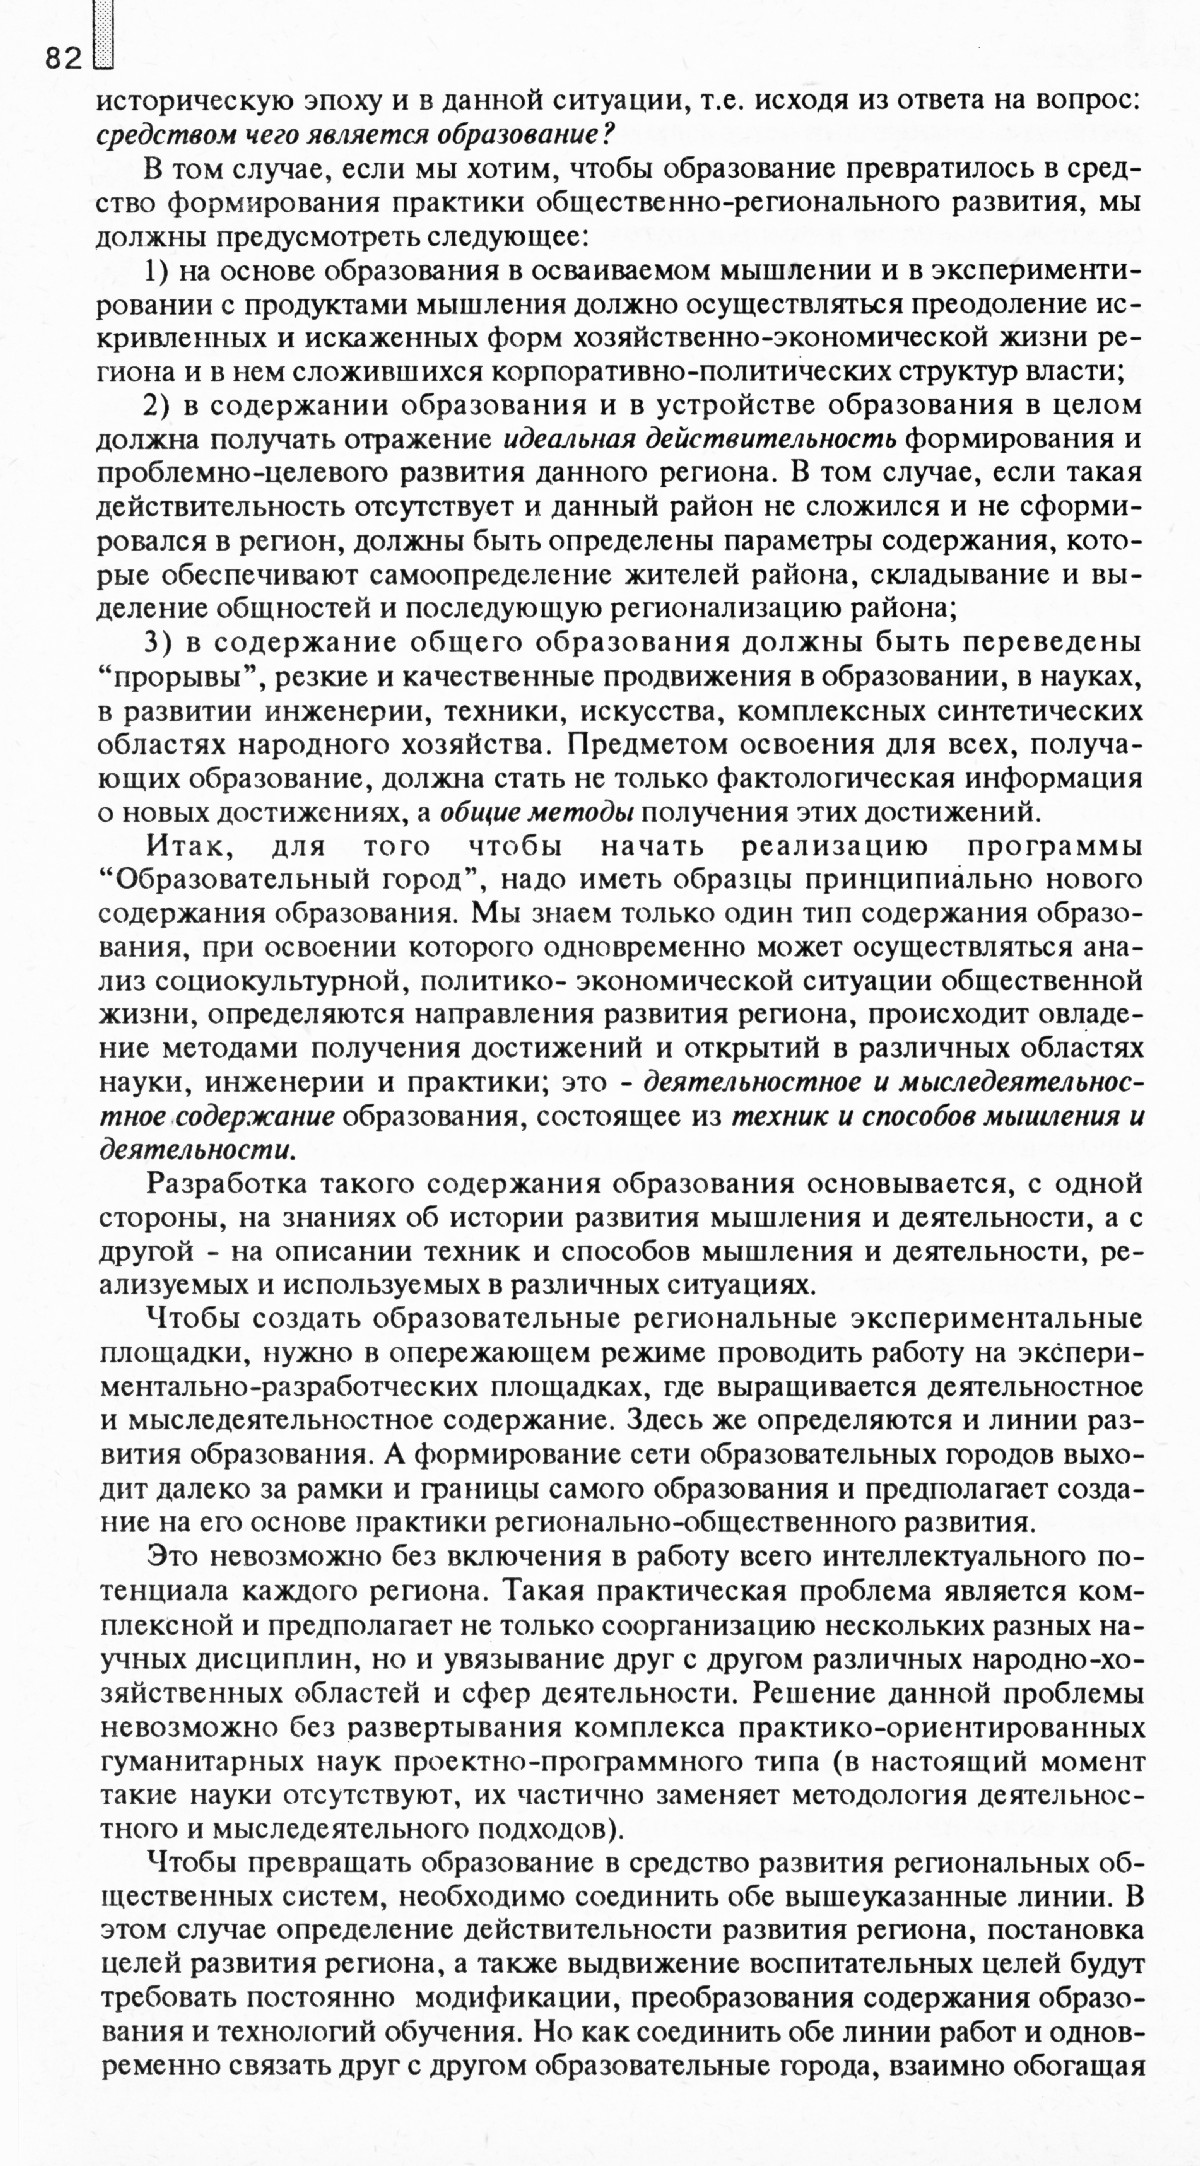 82
историческую эпоху и в данной ситуации, т.е. исходя из ответа на вопрос:
средством чего является образование?
В том случае, если мы хотим, чтобы образование превратилось в сред-
ство формирования практики общественно-регионального развития, мы
должны предусмотреть следующее:
1) на основе образования в осваиваемом мышлении и в эксперименти-
ровании с продуктами мышления должно осуществляться преодоление ис-
кривленных и искаженных форм хозяйственно-экономической жизни ре-
гиона и в нем сложившихся корпоративно-политических структур власти;
2) в содержании образования и в устройстве образования в целом
должна получать отражение идеальная действительность формирования и
проблемно-целевого развития данного региона. В том случае, если такая
действительность отсутствует и данный район не сложился и не сформи-
ровался в регион, должны быть определены параметры содержания, кото-
рые обеспечивают самоопределение жителей района, складывание и вы-
деление общностей и последующую регионализацию района;
3) в содержание общего образования должны быть переведены
“прорывы”, резкие и качественные продвижения в образовании, в науках,
в развитии инженерии, техники, искусства, комплексных синтетических
областях народного хозяйства. Предметом освоения для всех, получа-
ющих образование, должна стать не только фактологическая информация
о новых достижениях, а общие методы получения этих достижений.
Итак, для того чтобы начать реализацию программы
“Образовательный город”, надо иметь образцы принципиально нового
содержания образования. Мы знаем только один тип содержания образо-
вания, при освоении которого одновременно может осуществляться ана-
лиз социокультурной, политико- экономической ситуации общественной
жизни, определяются направления развития региона, происходит овладе-
ние методами получения достижений и открытий в различных областях
науки, инженерии и практики; это - деятельностное и мыследеятельнос-
тное содержание образования, состоящее из техник и способов мышления и
деятельности.
Разработка такого содержания образования основывается, с одной
стороны, на знаниях об истории развития мышления и деятельности, а с
другой - на описании техник и способов мышления и деятельности, ре-
ализуемых и используемых в различных ситуациях.
Чтобы создать образовательные региональные экспериментальные
площадки, нужно в опережающем режиме проводить работу на экспери-
ментально-разработческих площадках, где выращивается деятельностное
и мыследеятельностное содержание. Здесь же определяются и линии раз-
вития образования. А формирование сети образовательных городов выхо-
дит далеко за рамки и границы самого образования и предполагает созда-
ние на его основе практики регионально-общественного развития.
Это невозможно без включения в работу всего интеллектуального по-
тенциала каждого региона. Такая практическая проблема является ком-
плексной и предполагает не только соорганизацию нескольких разных на-
учных дисциплин, но и увязывание друг с другом различных народно-хо-
зяйственных областей и сфер деятельности. Решение данной проблемы
невозможно без развертывания комплекса практико-ориентированных
гуманитарных наук проектно-программного типа (в настоящий момент
такие науки отсутствуют, их частично заменяет методология деятельнос-
тного и мыследеятельного подходов).
Чтобы превращать образование в средство развития региональных об-
щественных систем, необходимо соединить обе вышеуказанные линии. В
этом случае определение действительности развития региона, постановка
целей развития региона, а также выдвижение воспитательных целей будут
требовать постоянно модификации, преобразования содержания образо-
вания и технологий обучения. Но как соединить обе линии работ и однов-
ременно связать друг с другом образовательные города, взаимно обогащая